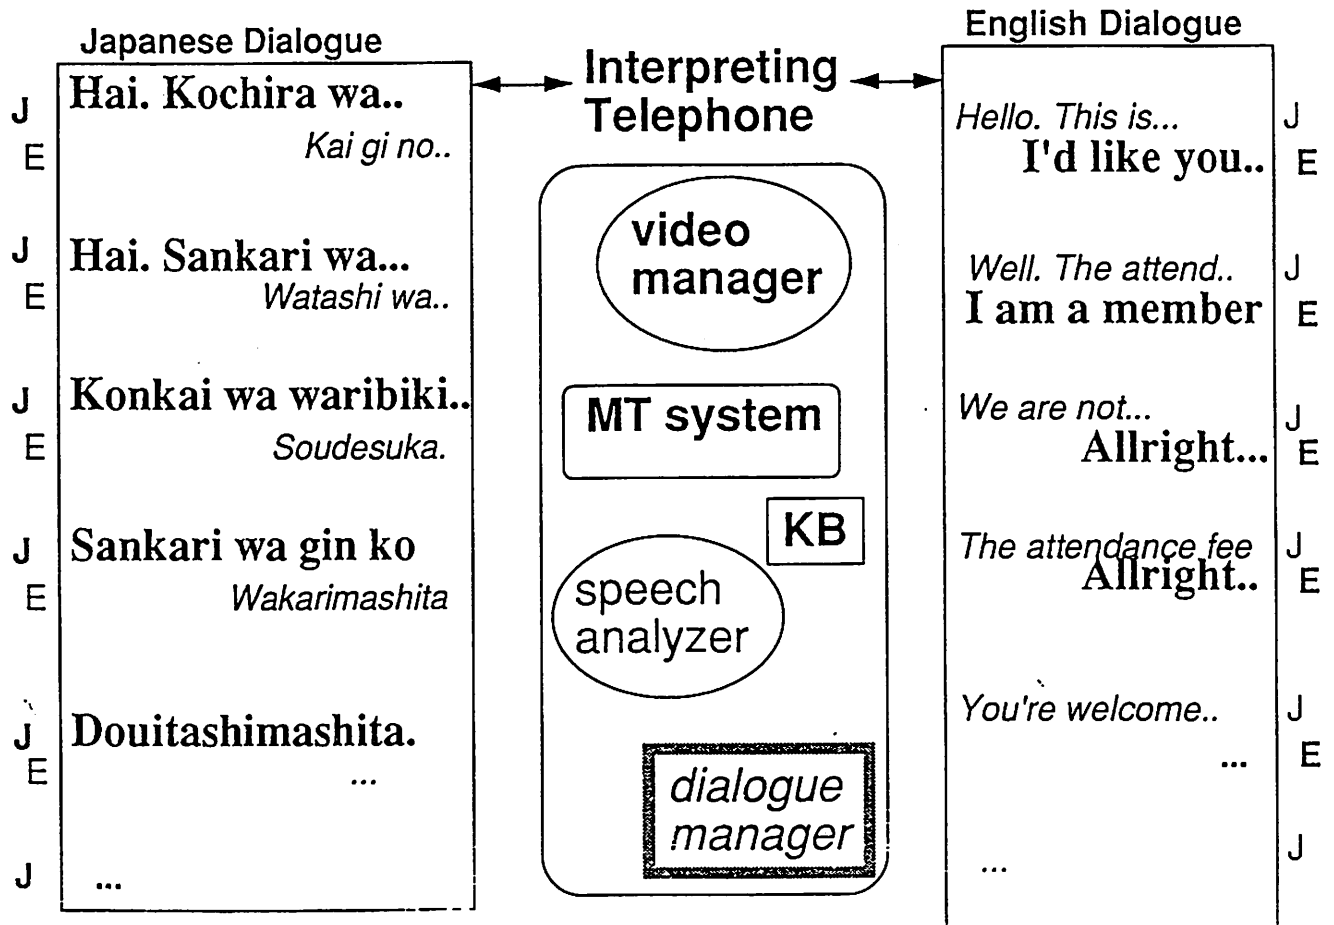 Japanese Dialogue
J Hai. Kochira wa..
E Kai gi no..
J Hai. Sankari wa...
E Watashi wa..
J Konkai wa waribiki..
E Soudesuka.
J Sankari wa gin ko
E Wakarimashita
J Douitashimashita.
E ...
J ...
Interpreting
Telephone
video
manager
MT system
KB
speech
analyzer
dialogue
manager
English Dialogue
Hello. This is... J
I'd like you.. E
Well. The attend.. J
I am a member E
We are not... J
Allright... E
The attendance fee J
Allright.. E
You're welcome.. J
... E
... J